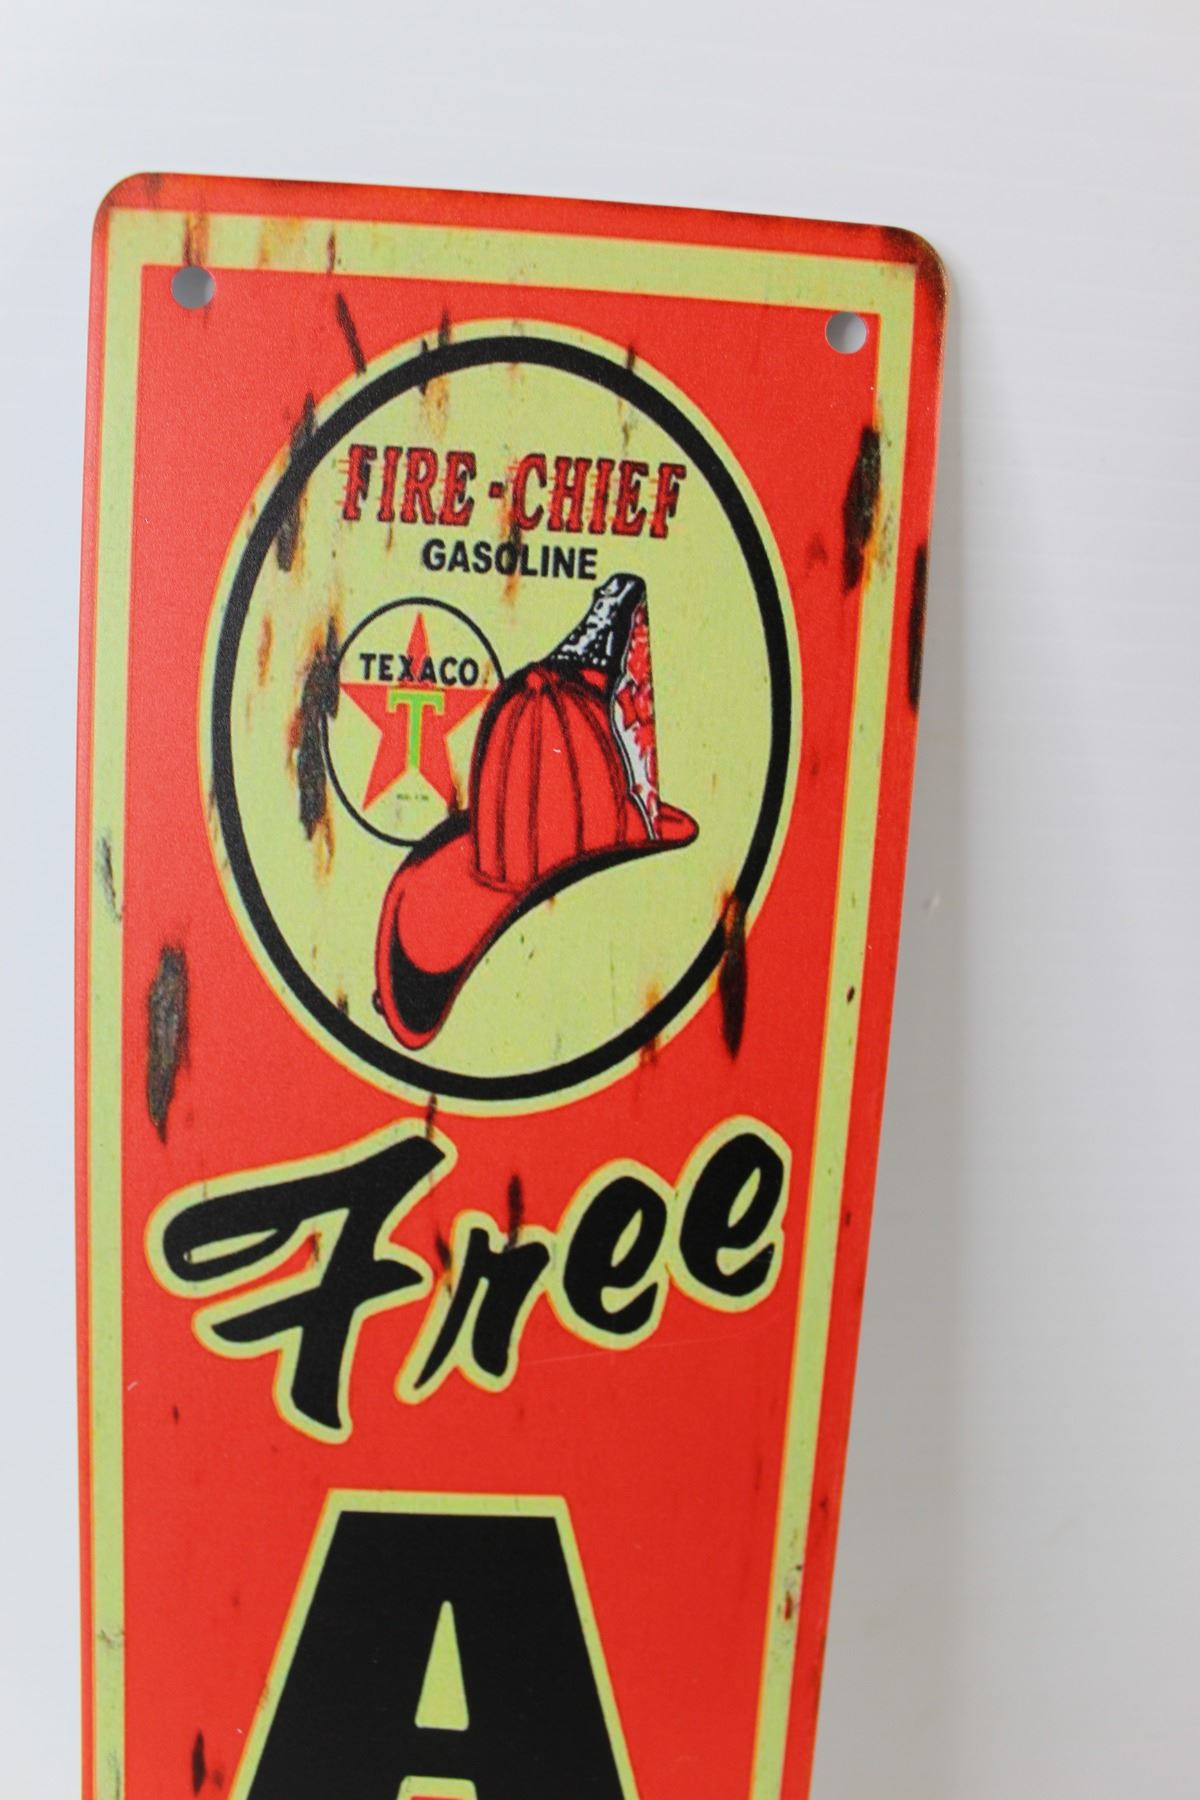 FIRE-CHIEF
GASOLINE
TEXACO
T
Free
A